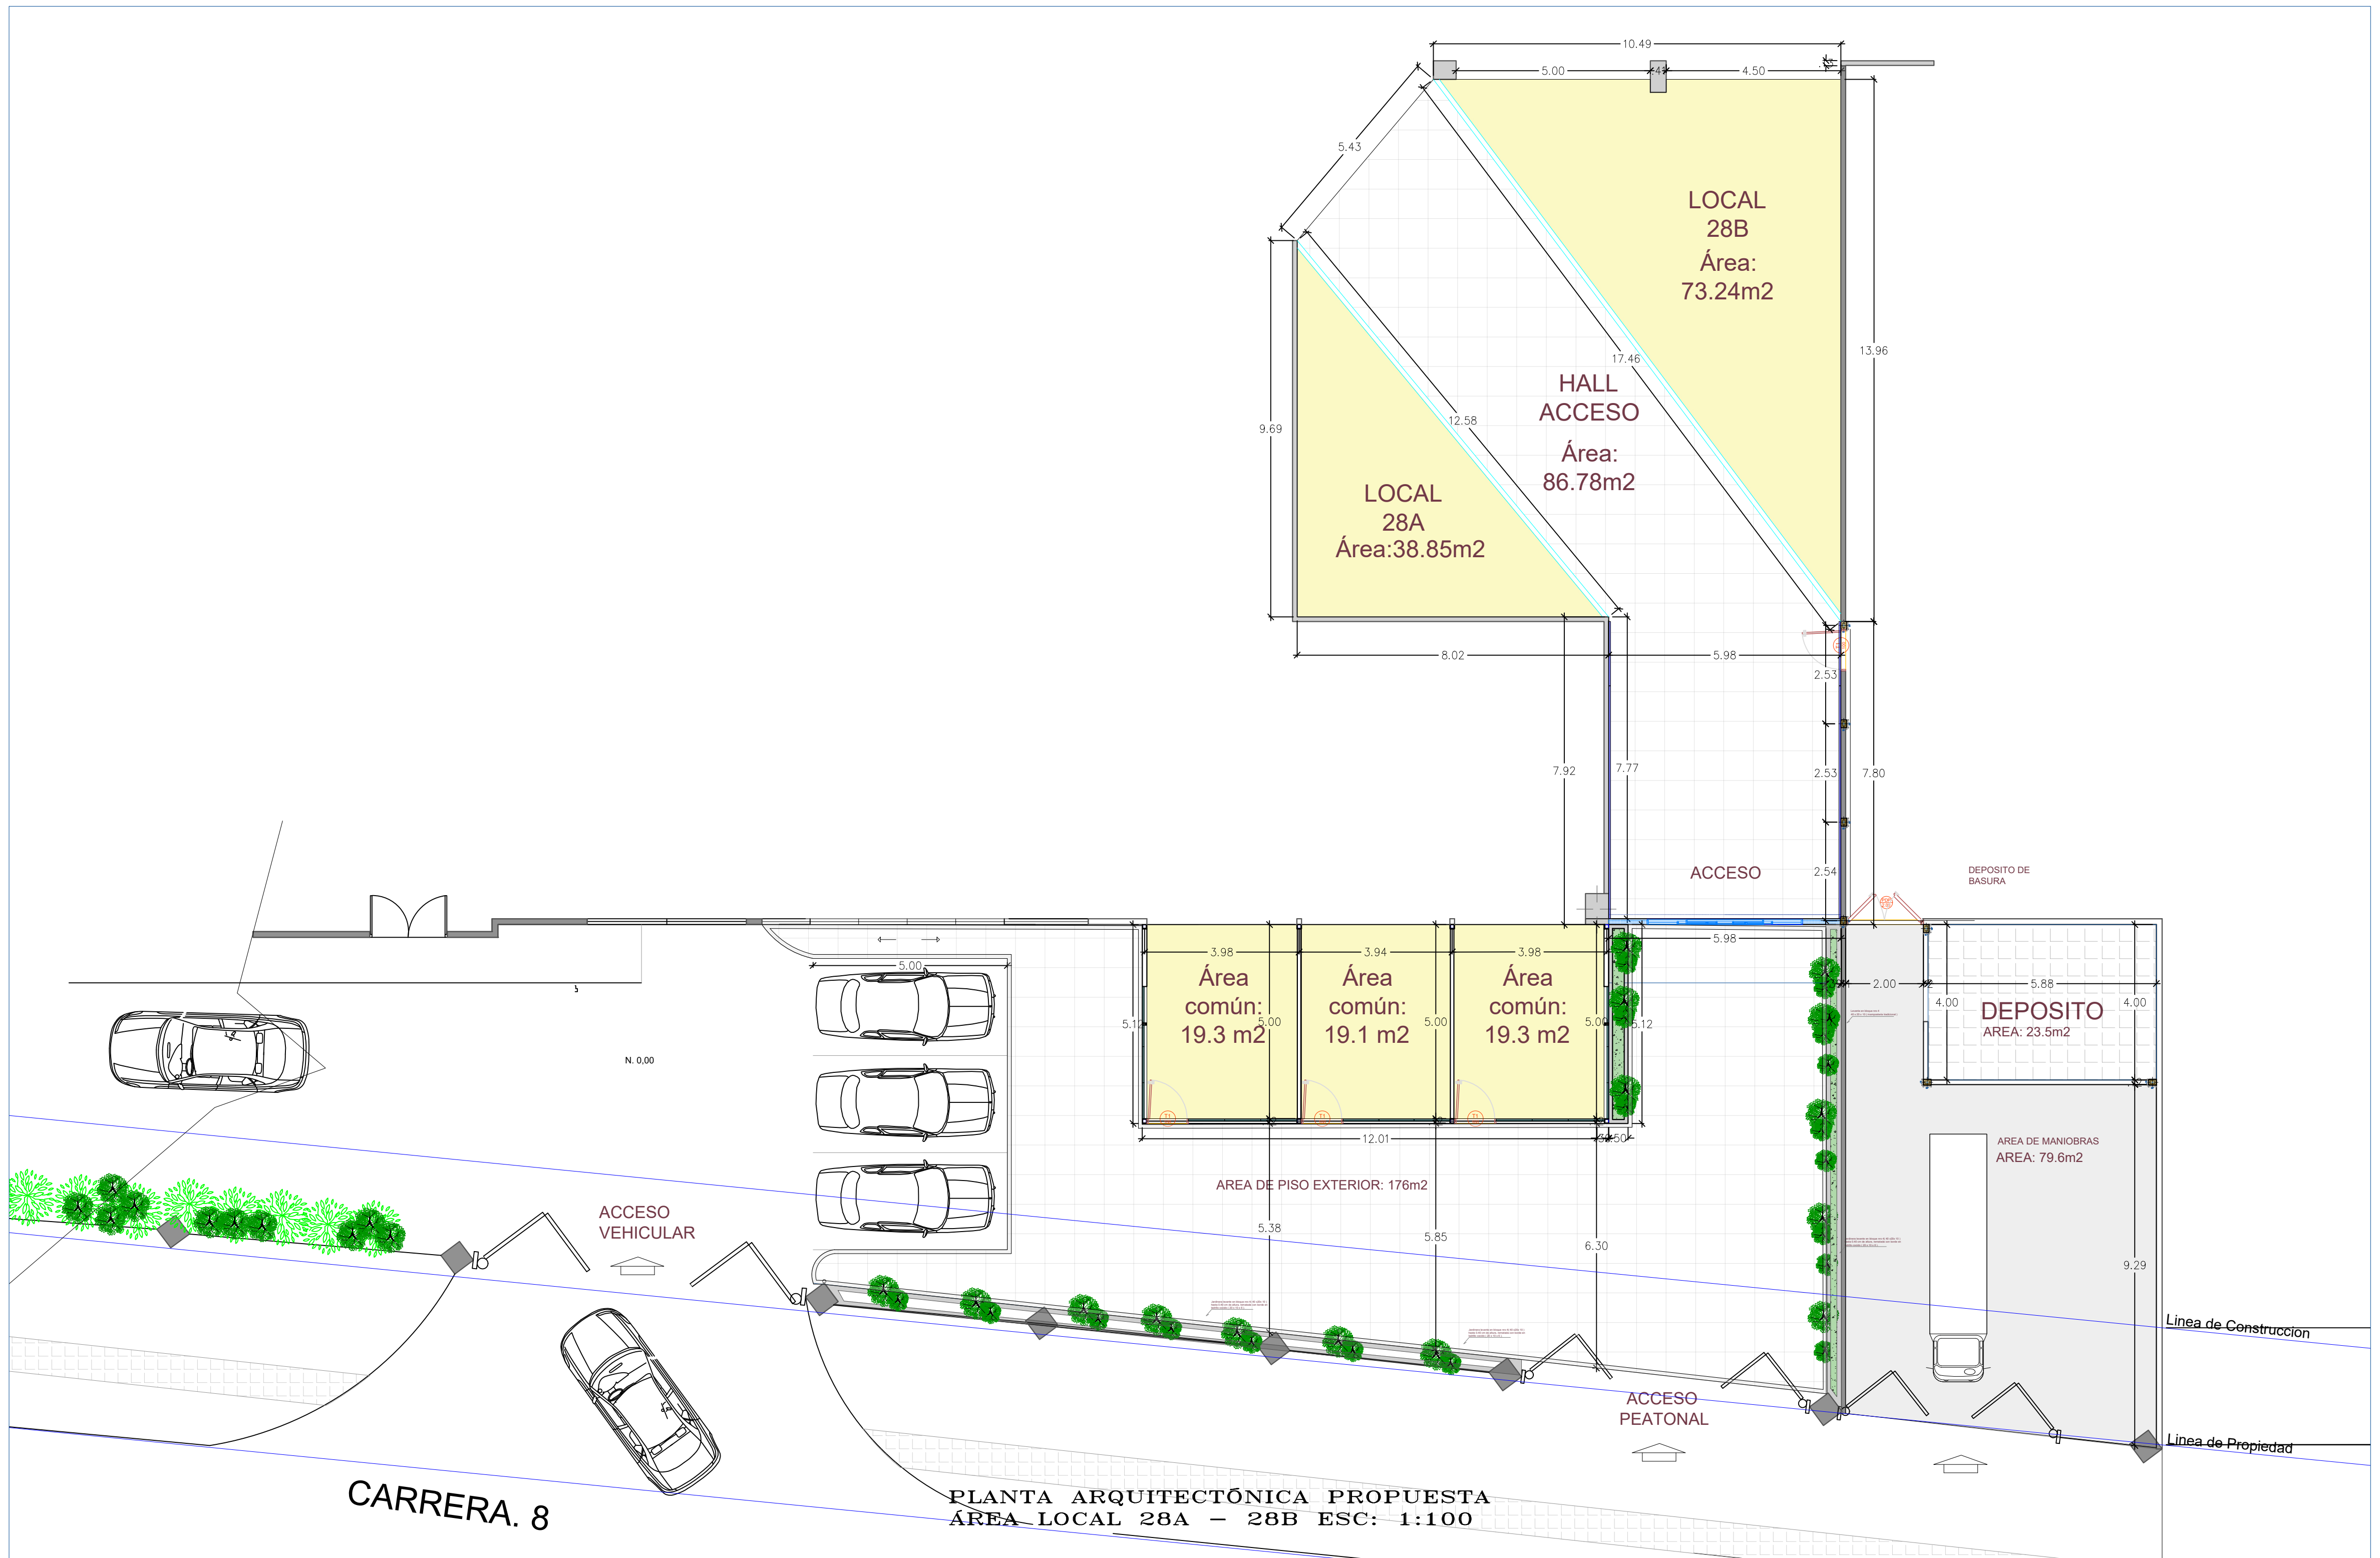 10.49
5.00
4.50
5.43
LOCAL
28B
Área:
73.24m2
13.96
17.46
HALL
ACCESO
Área:
86.78m2
12.58
9.69
LOCAL
28A
Área:38.85m2
8.02
5.98
2.53
7.92
7.77
2.53
7.80
ACCESO
2.54
DEPOSITO DE
BASURA
5.00
3.98
3.94
3.98
5.98
2.00
5.88
4.00
4.00
DEPOSITO
AREA: 23.5m2
Área
común:
19.3 m2
Área
común:
19.1 m2
Área
común:
19.3 m2
5.12
5.00
5.00
5.00
5.12
N. 0,00
12.01
.50
AREA DE MANIOBRAS
AREA: 79.6m2
AREA DE PISO EXTERIOR: 176m2
ACCESO
VEHICULAR
5.38
5.85
6.30
9.29
Linea de Construccion
ACCESO
PEATONAL
Linea de Propiedad
CARRERA. 8
PLANTA ARQUITECTÓNICA PROPUESTA
ÁREA LOCAL 28A – 28B ESC: 1:100